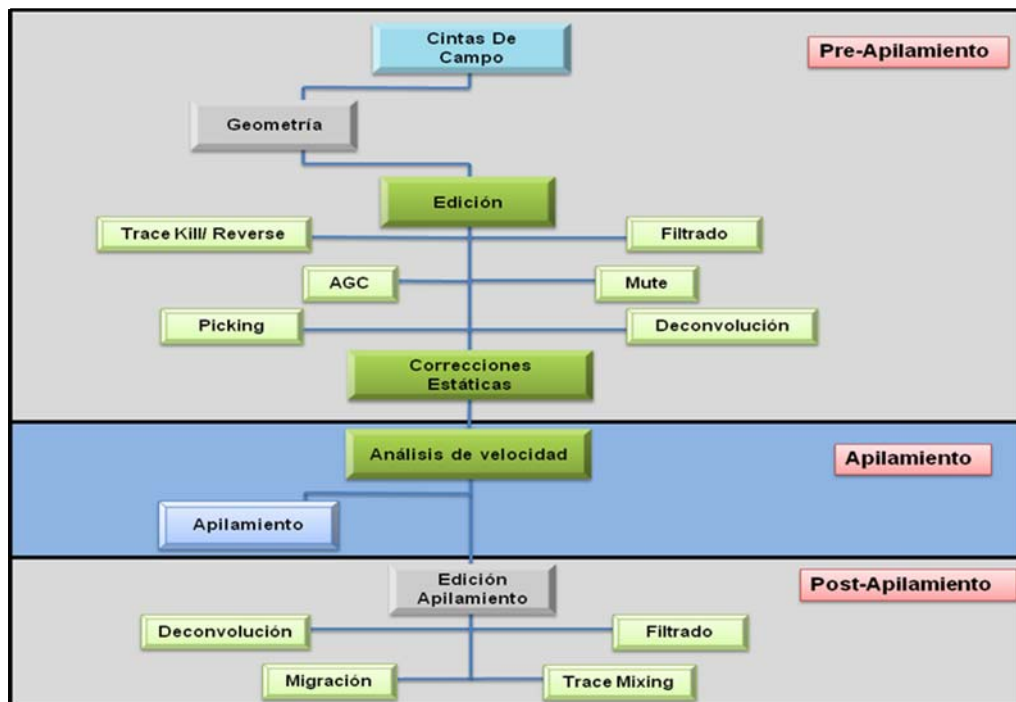 Cintas De
Campo
Pre-Apilamiento
Geometría
Edición
Trace Kill/ Reverse
Filtrado
AGC
Mute
Picking
Deconvolución
Correcciones
Estáticas
Análisis de velocidad
Apilamiento
Apilamiento
Edición
Apilamiento
Post-Apilamiento
Deconvolución
Filtrado
Migración
Trace Mixing